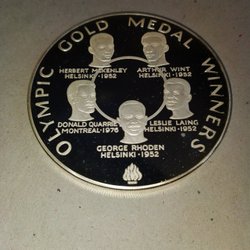 OLYMPIC GOLD MEDAL WINNERS
HERBERT McKENLEY
HELSINKI·1952
ARTHUR WINT
HELSINKI·1952
DONALD QUARRIE
MONTREAL·1976
LESLIE LAING
HELSINKI·1952
GEORGE RHODEN
HELSINKI·1952